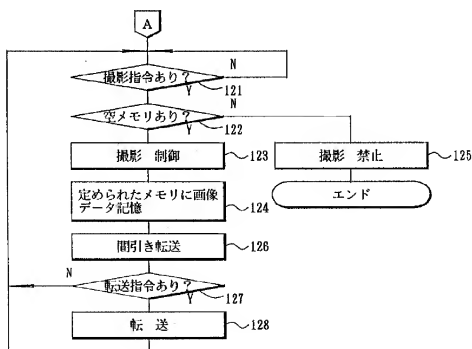 A
撮影指令あり?
N
Y
121
空メモリあり?
N
Y
122
撮影 制御
123
撮影 禁止
125
定められたメモリに画像
データ記憶
124
エンド
間引き転送
126
N
転送指令あり?
Y
127
転 送
128